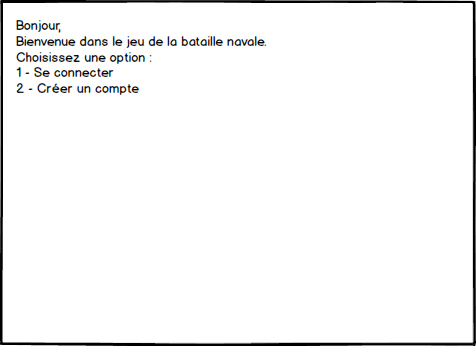 Bonjour,
Bienvenue dans le jeu de la bataille navale.
Choisissez une option :
1 - Se connecter
2 - Créer un compte